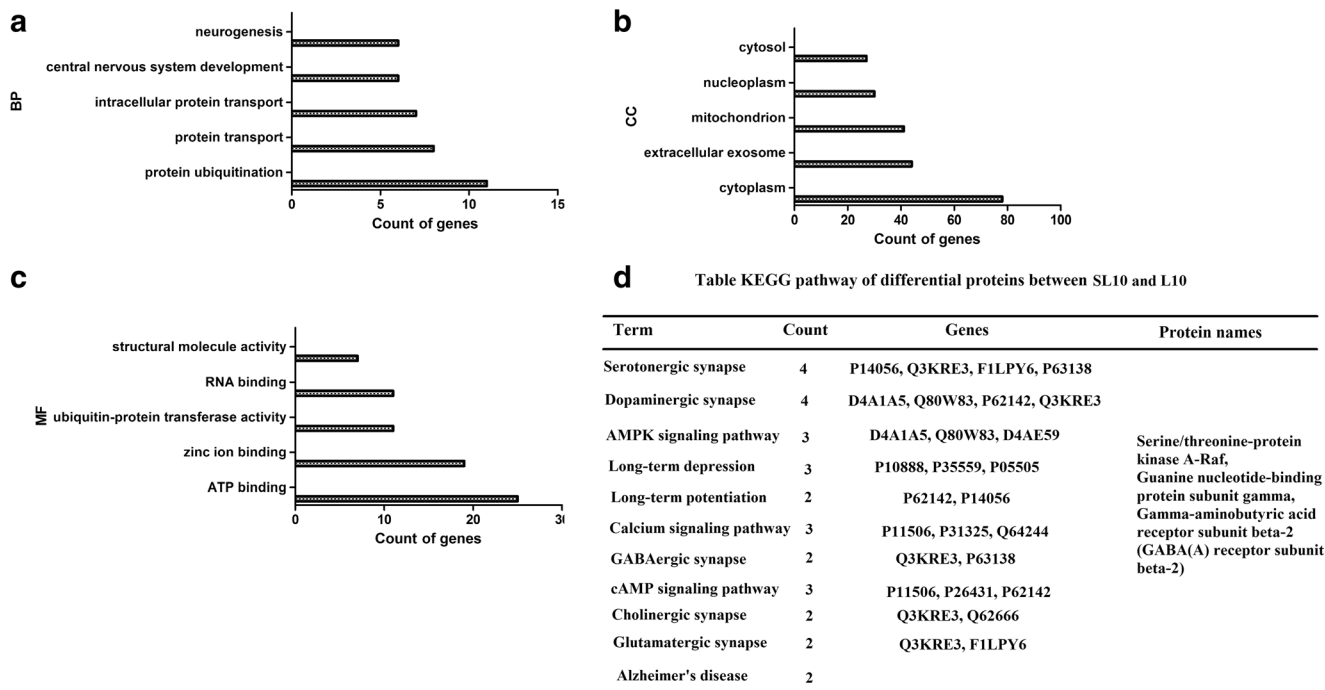 a
BP
neurogenesis
central nervous system development
intracellular protein transport
protein transport
protein ubiquitination
0 5 10 15
Count of genes
b
CC
cytosol
nucleoplasm
mitochondrion
extracellular exosome
cytoplasm
0 20 40 60 80 100
Count of genes
c
MF
structural molecule activity
RNA binding
ubiquitin-protein transferase activity
zinc ion binding
ATP binding
0 10 20 30
Count of genes
d
Table KEGG pathway of differential proteins between SL10 and L10
Term Count Genes Protein names
Serotonergic synapse 4 P14056, Q3KRE3, F1LPY6, P63138
Dopaminergic synapse 4 D4A1A5, Q80W83, P62142, Q3KRE3
AMPK signaling pathway 3 D4A1A5, Q80W83, D4AE59
Long-term depression 3 P10888, P35559, P05505
Long-term potentiation 2 P62142, P14056
Calcium signaling pathway 3 P11506, P31325, Q64244
GABAergic synapse 2 Q3KRE3, P63138
cAMP signaling pathway 3 P11506, P26431, P62142
Cholinergic synapse 2 Q3KRE3, Q62666
Glutamatergic synapse 2 Q3KRE3, F1LPY6
Alzheimer's disease 2
Serine/threonine-protein
kinase A-Raf,
Guanine nucleotide-binding
protein subunit gamma,
Gamma-aminobutyric acid
receptor subunit beta-2
(GABA(A) receptor subunit
beta-2)